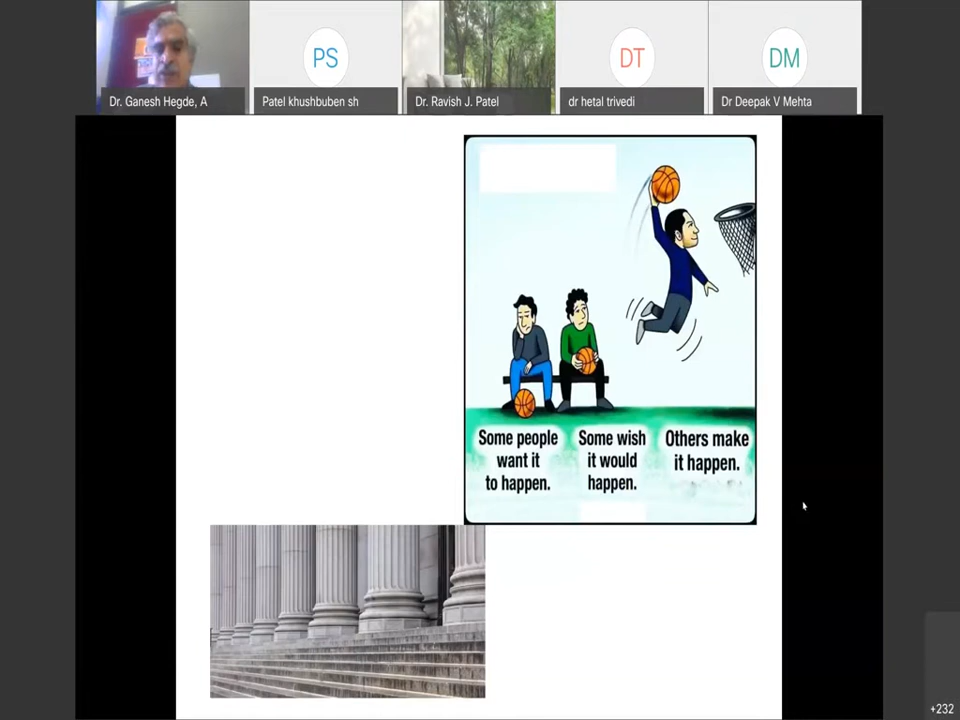 PS
DT
DM
Dr. Ganesh Hegde, A
Patel khushbuben sh
Dr. Ravish J. Patel
dr hetal trivedi
Dr Deepak V Mehta
Some people
want it
to happen.
Some wish
it would
happen.
Others make
it happen.
+232